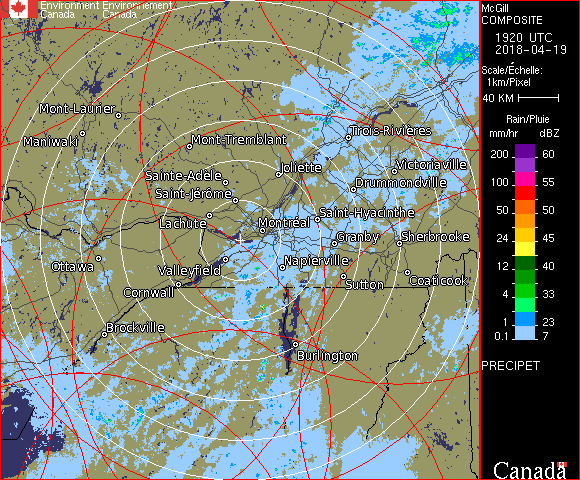 Environment Environnement
Canada Canada
McGill
COMPOSITE
1920 UTC
2018-04-19
Scale/Échelle:
1km/Pixel
40 KM
Rain/Pluie
mm/hr dBZ
200 60
100 55
50 50
24 45
12 40
4 33
1 23
0.1 7
PRECIPET
Canada
Mont-Laurier
Maniwaki
Mont-Tremblant
Trois-Rivières
Joliette
Victoriaville
Sainte-Adèle
Drummondville
Saint-Jérôme
Saint-Hyacinthe
Lachute
Montréal
Granby
Sherbrooke
Ottawa
Valleyfield
Napierville
Cornwall
Sutton
Coaticook
Brockville
Burlington